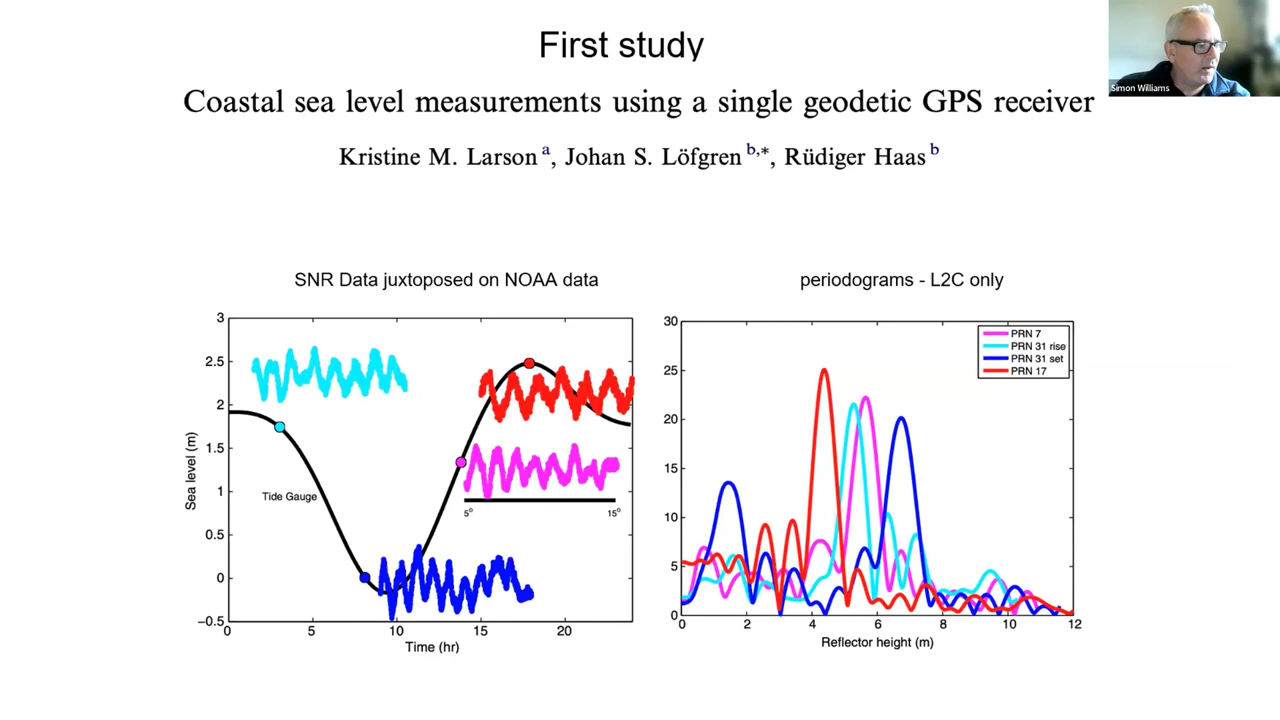 First study
Simon Williams
Coastal sea level measurements using a single geodetic GPS receiver
Kristine M. Larson a, Johan S. Löfgren b,*, Rüdiger Haas b
SNR Data juxtoposed on NOAA data
3
2.5
2
1.5
1
0.5
0
−0.5
Sea level (m)
Tide Gauge
5°
15°
0
5
10
15
20
Time (hr)
periodograms - L2C only
30
25
20
15
10
5
0
PRN 7
PRN 31 rise
PRN 31 set
PRN 17
0
2
4
6
8
10
12
Reflector height (m)